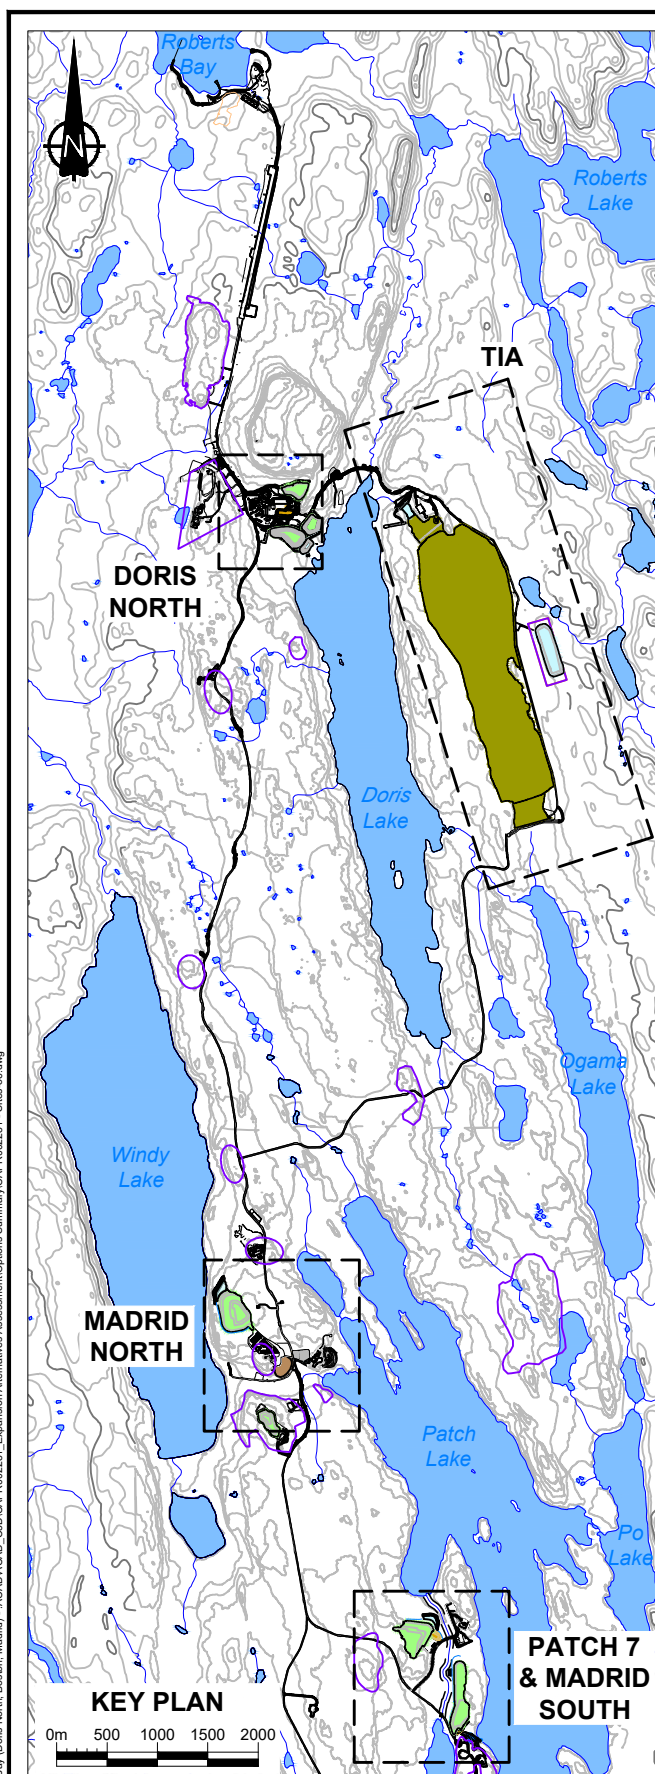 Roberts
Bay
N
Roberts
Lake
TIA
DORIS
NORTH
Doris
Lake
Ogama
Lake
Windy
Lake
MADRID
NORTH
Patch
Lake
Po
Lake
PATCH 7
& MADRID
SOUTH
KEY PLAN
0m 500 1000 1500 2000